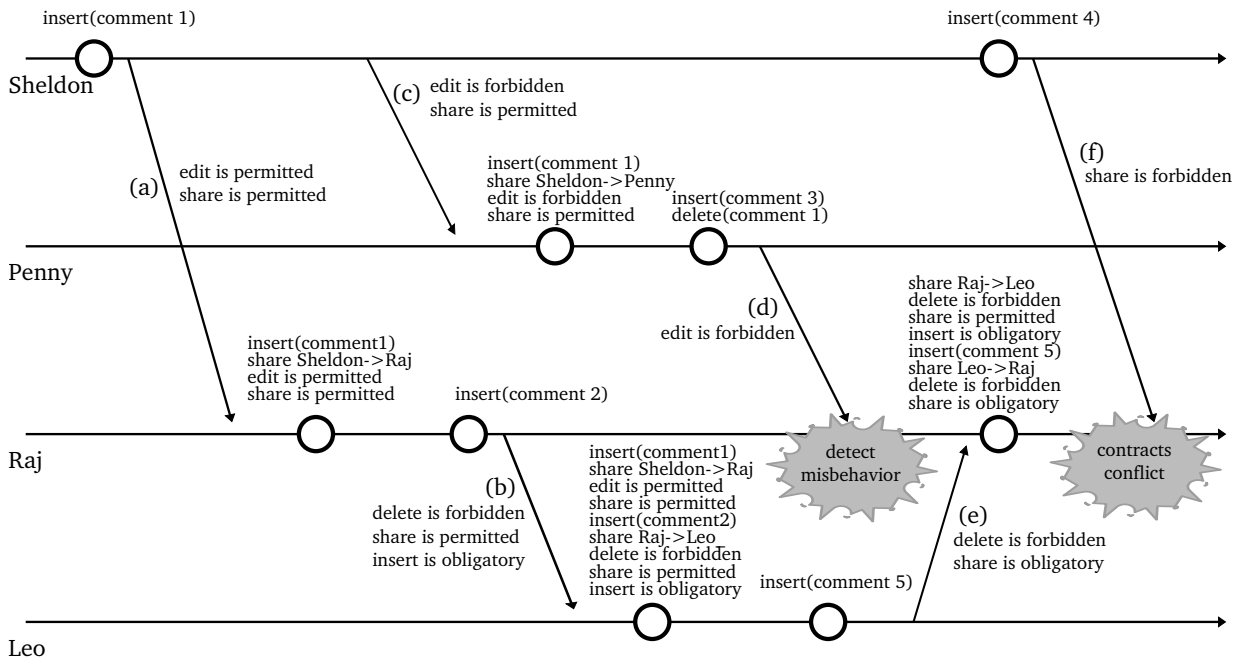 insert(comment 1)
insert(comment 4)
Sheldon
(c)
edit is forbidden
share is permitted
(a)
edit is permitted
share is permitted
(f)
share is forbidden
insert(comment 1)
share Sheldon->Penny
edit is forbidden
share is permitted
insert(comment 3)
delete(comment 1)
Penny
(d)
edit is forbidden
share Raj->Leo
delete is forbidden
share is permitted
insert is obligatory
insert(comment 5)
share Leo->Raj
delete is forbidden
share is obligatory
insert(comment1)
share Sheldon->Raj
edit is permitted
share is permitted
insert(comment 2)
Raj
detect
misbehavior
contracts
conflict
(b)
delete is forbidden
share is permitted
insert is obligatory
insert(comment1)
share Sheldon->Raj
edit is permitted
share is permitted
insert(comment2)
share Raj->Leo
delete is forbidden
share is permitted
insert is obligatory
(e)
delete is forbidden
share is obligatory
insert(comment 5)
Leo